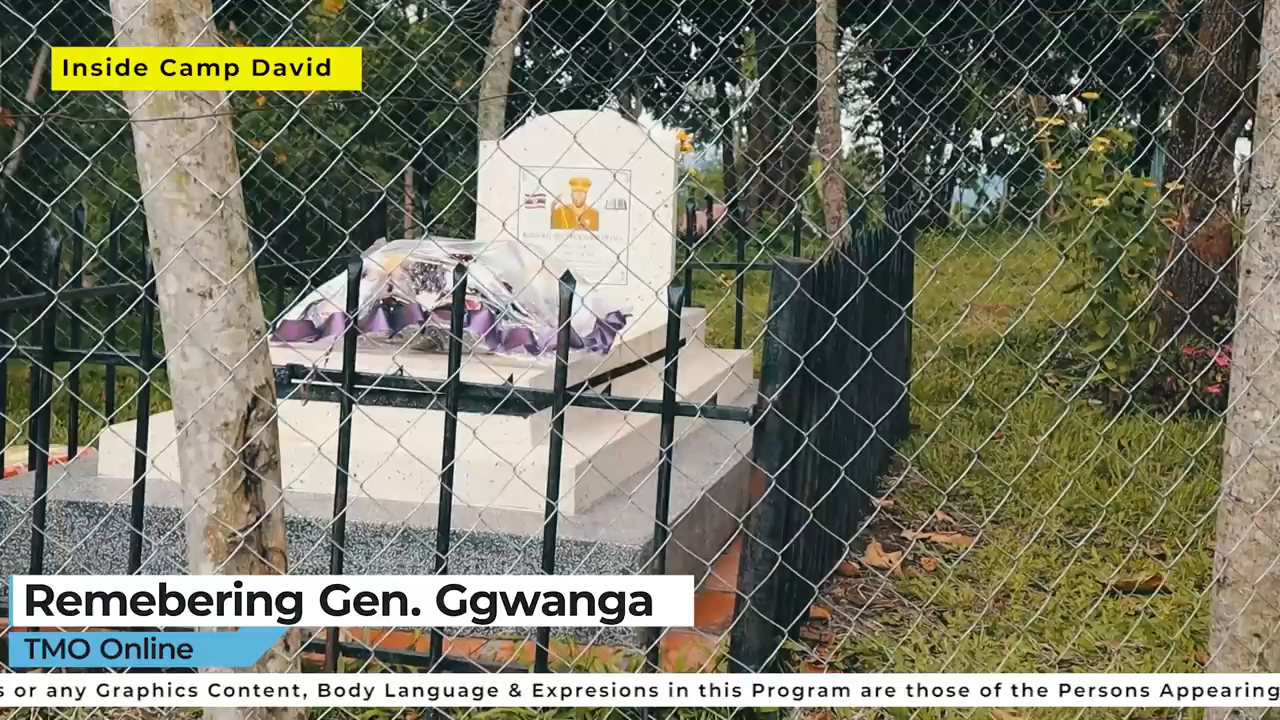 Inside Camp David
Remebering Gen. Ggwanga
TMO Online
s or any Graphics Content, Body Language & Expresions in this Program are those of the Persons Appearing